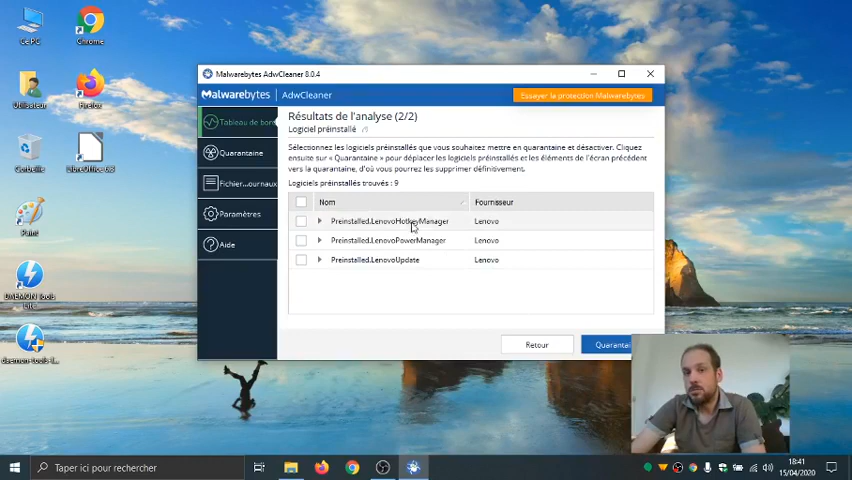 Ce PC
Chrome
Utilisateur
Firefox
Corbeille
LibreOffice 6.3
Paint
DAEMON Tools
Lite
daemon-tools-l...
Malwarebytes AdwCleaner 8.0.4
Malwarebytes
AdwCleaner
Essayer la protection Malwarebytes
Tableau de bord
Quarantaine
Fichier...ournaux
Paramètres
Aide
Résultats de l'analyse (2/2)
Logiciel préinstallé
Sélectionnez les logiciels préinstallés que vous souhaitez mettre en quarantaine et désactiver. Cliquez
ensuite sur « Quarantaine » pour déplacer les logiciels préinstallés et les éléments de l'écran précédent
vers la quarantaine, d'où vous pourrez les supprimer définitivement.
Logiciels préinstallés trouvés : 9
Nom
Fournisseur
Preinstalled.LenovoHotkeyManager
Lenovo
Preinstalled.LenovoPowerManager
Lenovo
Preinstalled.LenovoUpdate
Lenovo
Retour
Quarantai
Taper ici pour rechercher
18:41
15/04/2020